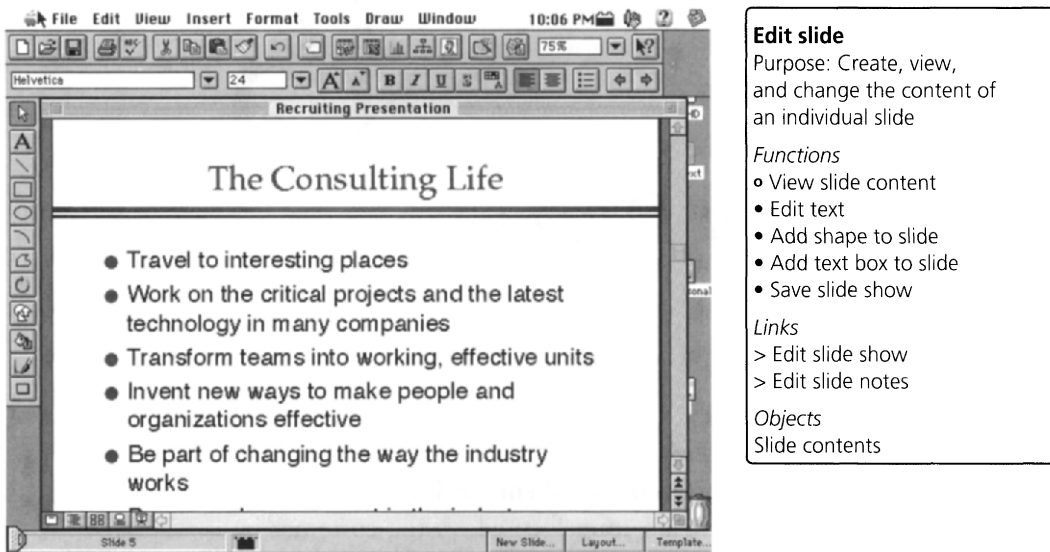 File Edit View Insert Format Tools Draw Window 10:06 PM
75%
Helvetica 24 A A B I U S
Recruiting Presentation
A
The Consulting Life
• Travel to interesting places
• Work on the critical projects and the latest
technology in many companies
• Transform teams into working, effective units
• Invent new ways to make people and
organizations effective
• Be part of changing the way the industry
works
Slide 5 New Slide... Layout... Template...
Edit slide
Purpose: Create, view,
and change the content of
an individual slide
Functions
o View slide content
• Edit text
• Add shape to slide
• Add text box to slide
• Save slide show
Links
> Edit slide show
> Edit slide notes
Objects
Slide contents